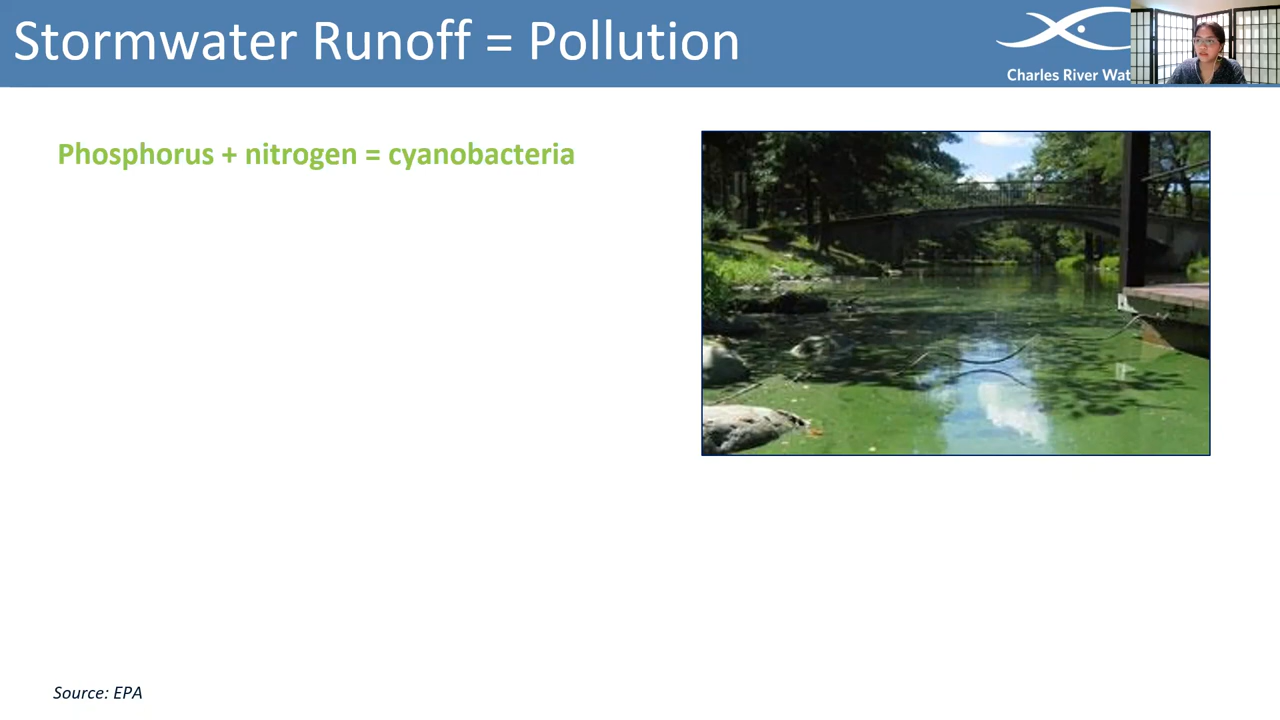 Stormwater Runoff = Pollution
Charles River Wat
Phosphorus + nitrogen = cyanobacteria
Source: EPA